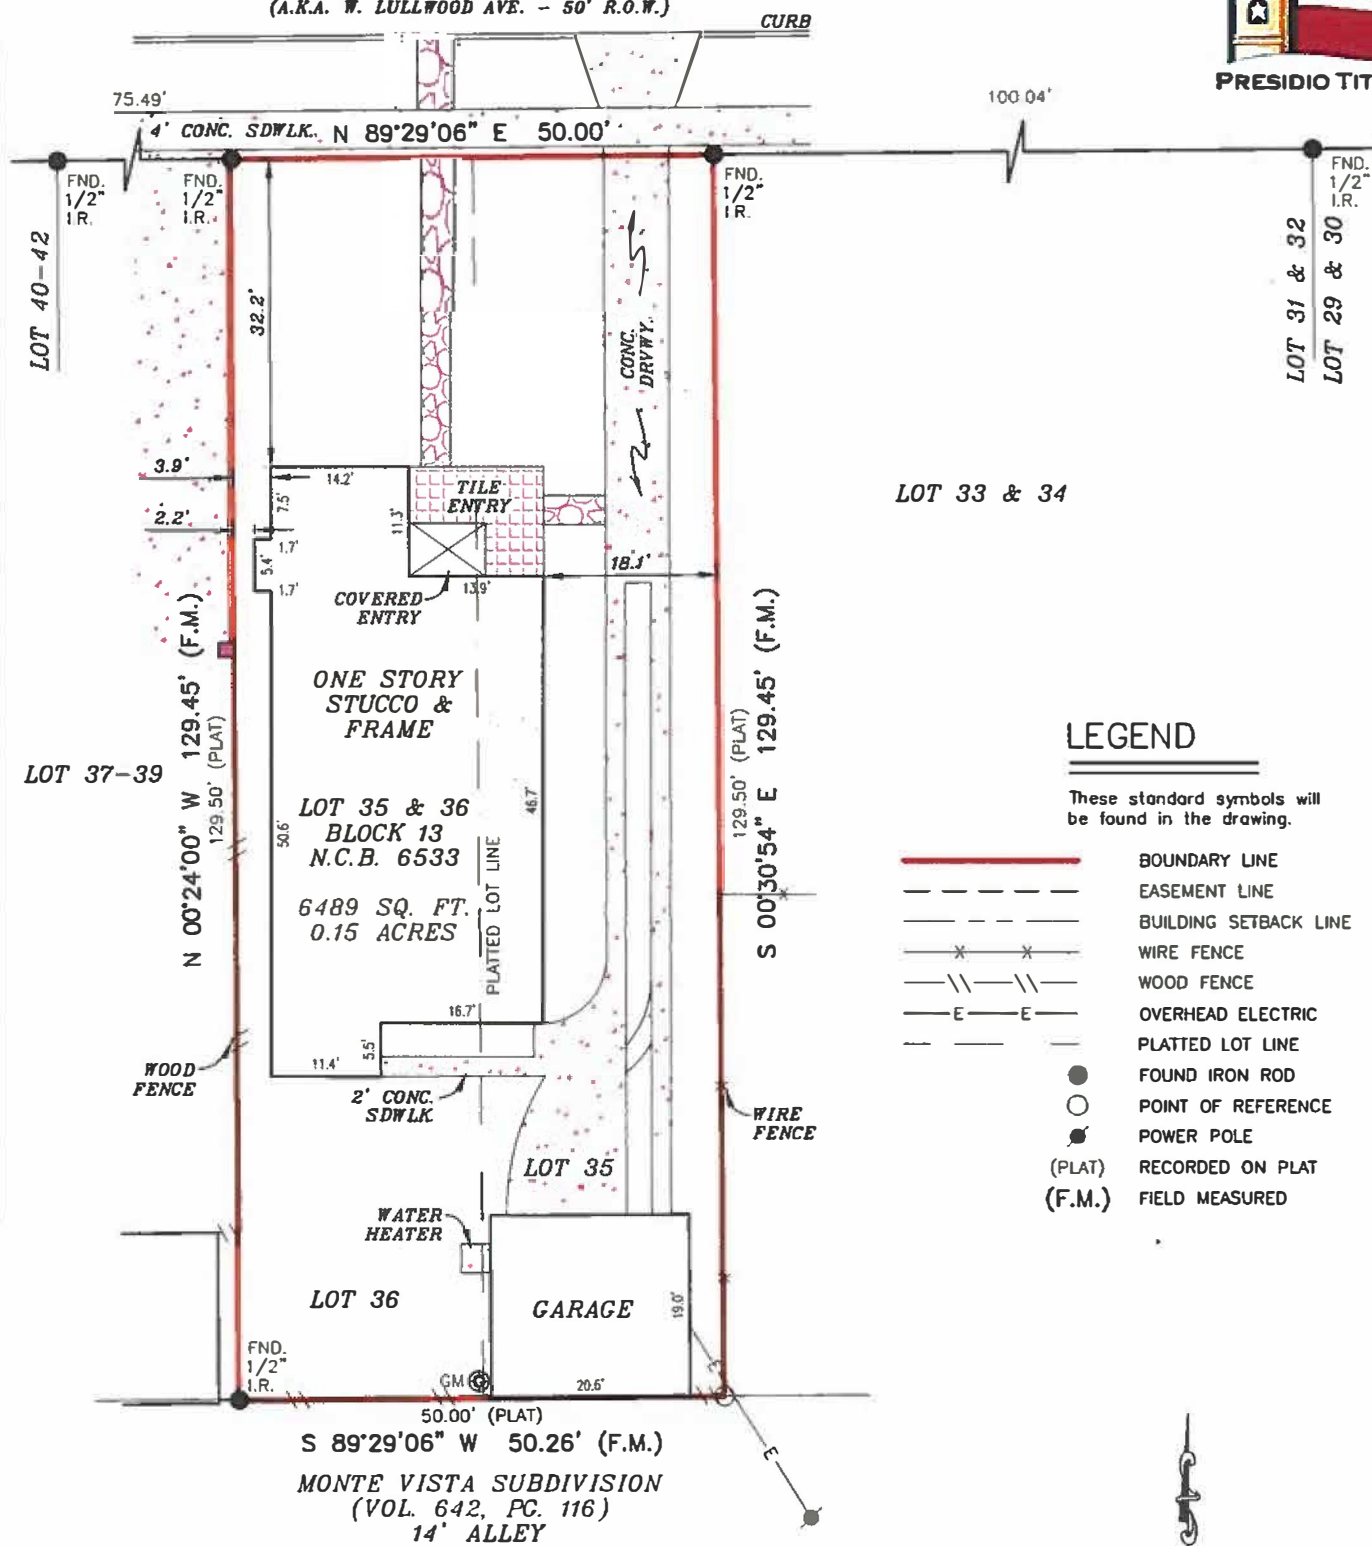 (A.K.A. W. LULLWOOD AVE. - 50' R.O.W.)
CURB
PRESIDIO TIT
75.49'
100.04'
4' CONC. SDWLK.
N 89°29'06" E 50.00'
FND.
1/2"
I.R.
FND.
1/2"
I.R.
FND.
1/2"
I.R.
FND.
1/2"
I.R.
LOT 40-42
32.2'
CONC.
DRVWY.
LOT 31 & 32
LOT 29 & 30
3.9'
14.2'
7.5'
TILE
ENTRY
LOT 33 & 34
2.2'
1.7'
11.3'
5.4'
1.7'
18.1'
13.9'
COVERED
ENTRY
ONE STORY
STUCCO &
FRAME
N 00°24'00" W 129.45' (F.M.)
129.50' (PLAT)
129.50' (PLAT)
S 00°30'54" E 129.45' (F.M.)
LOT 37-39
LOT 35 & 36
BLOCK 13
N.C.B. 6533
6489 SQ. FT.
0.15 ACRES
50.6'
46.7'
PLATTED LOT LINE
16.7'
5.5'
11.4'
WOOD
FENCE
2' CONC.
SDWLK
WIRE
FENCE
LOT 35
WATER
HEATER
LOT 36
GARAGE
19.0'
20.6'
FND.
1/2"
I.R.
GM
G
E
50.00' (PLAT)
S 89°29'06" W 50.26' (F.M.)
MONTE VISTA SUBDIVISION
(VOL. 642, PG. 116)
14' ALLEY
LEGEND
These standard symbols will
be found in the drawing.
BOUNDARY LINE
EASEMENT LINE
BUILDING SETBACK LINE
WIRE FENCE
WOOD FENCE
E E OVERHEAD ELECTRIC
PLATTED LOT LINE
FOUND IRON ROD
POINT OF REFERENCE
POWER POLE
(PLAT) RECORDED ON PLAT
(F.M.) FIELD MEASURED